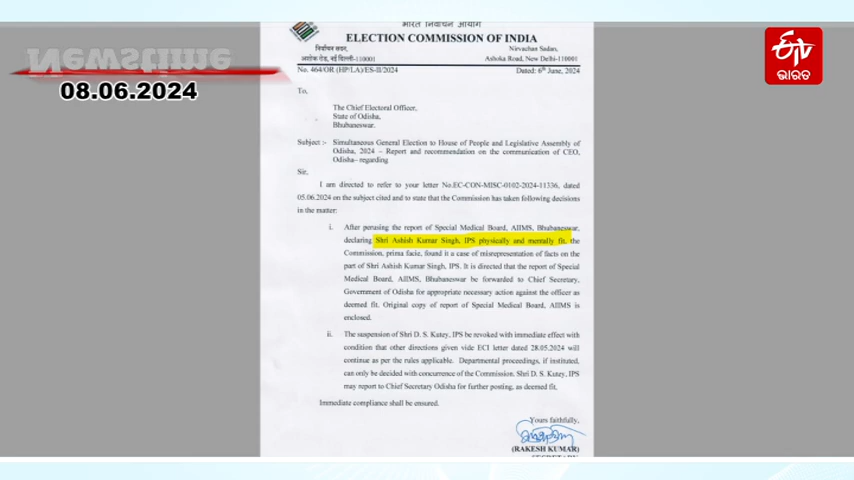 Newstime
08.06.2024
ETV
ଭାରତ
भारत निर्वाचन आयोग
ELECTION COMMISSION OF INDIA
निर्वाचन सदन,
अशोक रोड, नई दिल्ली-110001
Nirvachan Sadan,
Ashoka Road, New Delhi-110001
No. 464/OR (HP/LA)/ES-II/2024
Dated: 6th June, 2024
To,
The Chief Electoral Officer,
State of Odisha,
Bhubaneswar.
Subject :- Simultaneous General Election to House of People and Legislative Assembly of
Odisha, 2024 – Report and recommendation on the communication of CEO,
Odisha– regarding
Sir,
I am directed to refer to your letter No.EC-CON-MISC-0102-2024-11336, dated
05.06.2024 on the subject cited and to state that the Commission has taken following decisions
in the matter:
i. After perusing the report of Special Medical Board, AIIMS, Bhubaneswar,
declaring Shri Ashish Kumar Singh, IPS physically and mentally fit, the
Commission, prima facie, found it a case of misrepresentation of facts on the
part of Shri Ashish Kumar Singh, IPS. It is directed that the report of Special
Medical Board, AIIMS, Bhubaneswar be forwarded to Chief Secretary,
Government of Odisha for appropriate necessary action against the officer as
deemed fit. Original copy of report of Special Medical Board, AIIMS is
enclosed.
ii. The suspension of Shri D. S. Kutey, IPS be revoked with immediate effect with
condition that other directions given vide ECI letter dated 28.05.2024 will
continue as per the rules applicable. Departmental proceedings, if instituted,
can only be decided with concurrence of the Commission. Shri D. S. Kutey, IPS
may report to Chief Secretary Odisha for further posting, as deemed fit.
Immediate compliance shall be ensured.
Yours faithfully,
(RAKESH KUMAR)
SECRETARY